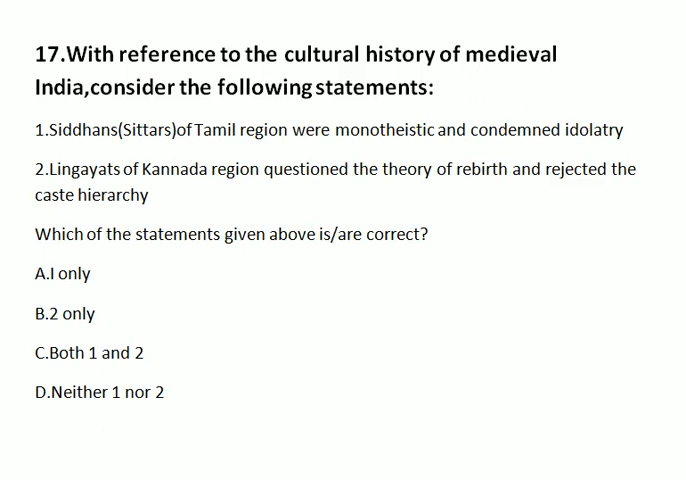 17.With reference to the cultural history of medieval
India,consider the following statements:
1.Siddhans(Sittars)of Tamil region were monotheistic and condemned idolatry
2.Lingayats of Kannada region questioned the theory of rebirth and rejected the
caste hierarchy
Which of the statements given above is/are correct?
A.I only
B.2 only
C.Both 1 and 2
D.Neither 1 nor 2